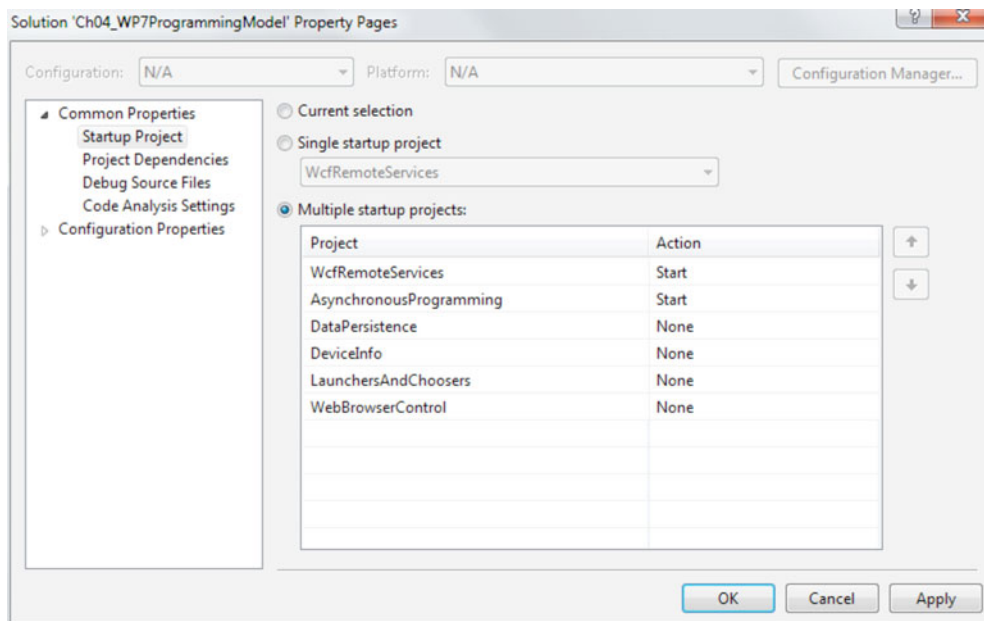 Solution 'Ch04_WP7ProgrammingModel' Property Pages
Configuration: N/A Platform: N/A Configuration Manager...
Common Properties
Startup Project
Project Dependencies
Debug Source Files
Code Analysis Settings
Configuration Properties
Current selection
Single startup project
WcfRemoteServices
Multiple startup projects:
Project Action
WcfRemoteServices Start
AsynchronousProgramming Start
DataPersistence None
DeviceInfo None
LaunchersAndChoosers None
WebBrowserControl None
OK Cancel Apply